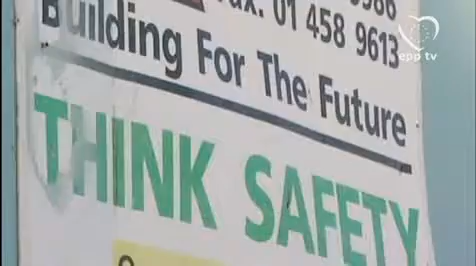 Fax. 01 458 9613
Building For The Future
THINK SAFETY
epp tv